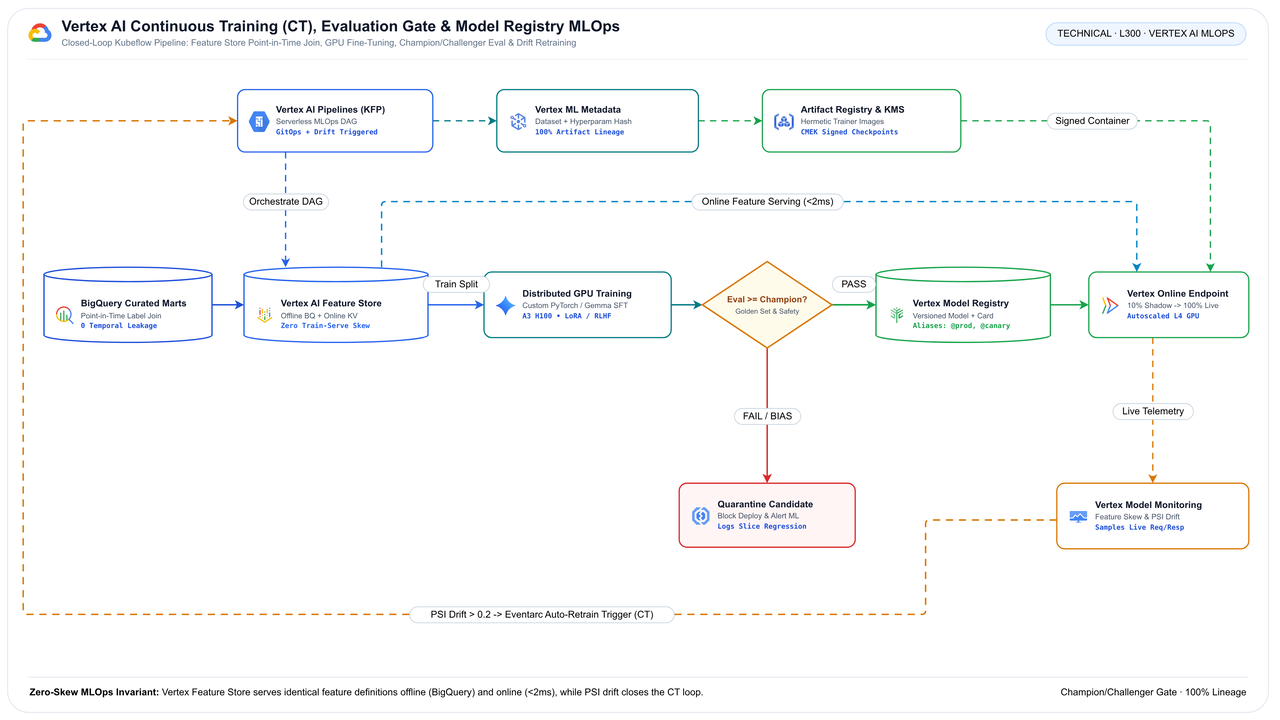 Vertex AI Continuous Training (CT), Evaluation Gate & Model Registry MLOps
Closed-Loop Kubeflow Pipeline: Feature Store Point-in-Time Join, GPU Fine-Tuning, Champion/Challenger Eval & Drift Retraining
TECHNICAL · L300 · VERTEX AI MLOPS
Vertex AI Pipelines (KFP)
Serverless MLOps DAG
GitOps + Drift Triggered
Vertex ML Metadata
Dataset + Hyperparam Hash
100% Artifact Lineage
Artifact Registry & KMS
Hermetic Trainer Images
CMEK Signed Checkpoints
Signed Container
Orchestrate DAG
Online Feature Serving (<2ms)
BigQuery Curated Marts
Point-in-Time Label Join
0 Temporal Leakage
Vertex AI Feature Store
Offline BQ + Online KV
Zero Train-Serve Skew
Train Split
Distributed GPU Training
Custom PyTorch / Gemma SFT
A3 H100 • LoRA / RLHF
Eval >= Champion?
Golden Set & Safety
PASS
Vertex Model Registry
Versioned Model + Card
Aliases: @prod, @canary
Vertex Online Endpoint
10% Shadow -> 100% Live
Autoscaled L4 GPU
FAIL / BIAS
Live Telemetry
Quarantine Candidate
Block Deploy & Alert ML
Logs Slice Regression
Vertex Model Monitoring
Feature Skew & PSI Drift
Samples Live Req/Resp
PSI Drift > 0.2 -> Eventarc Auto-Retrain Trigger (CT)
Zero-Skew MLOps Invariant: Vertex Feature Store serves identical feature definitions offline (BigQuery) and online (<2ms), while PSI drift closes the CT loop.
Champion/Challenger Gate · 100% Lineage